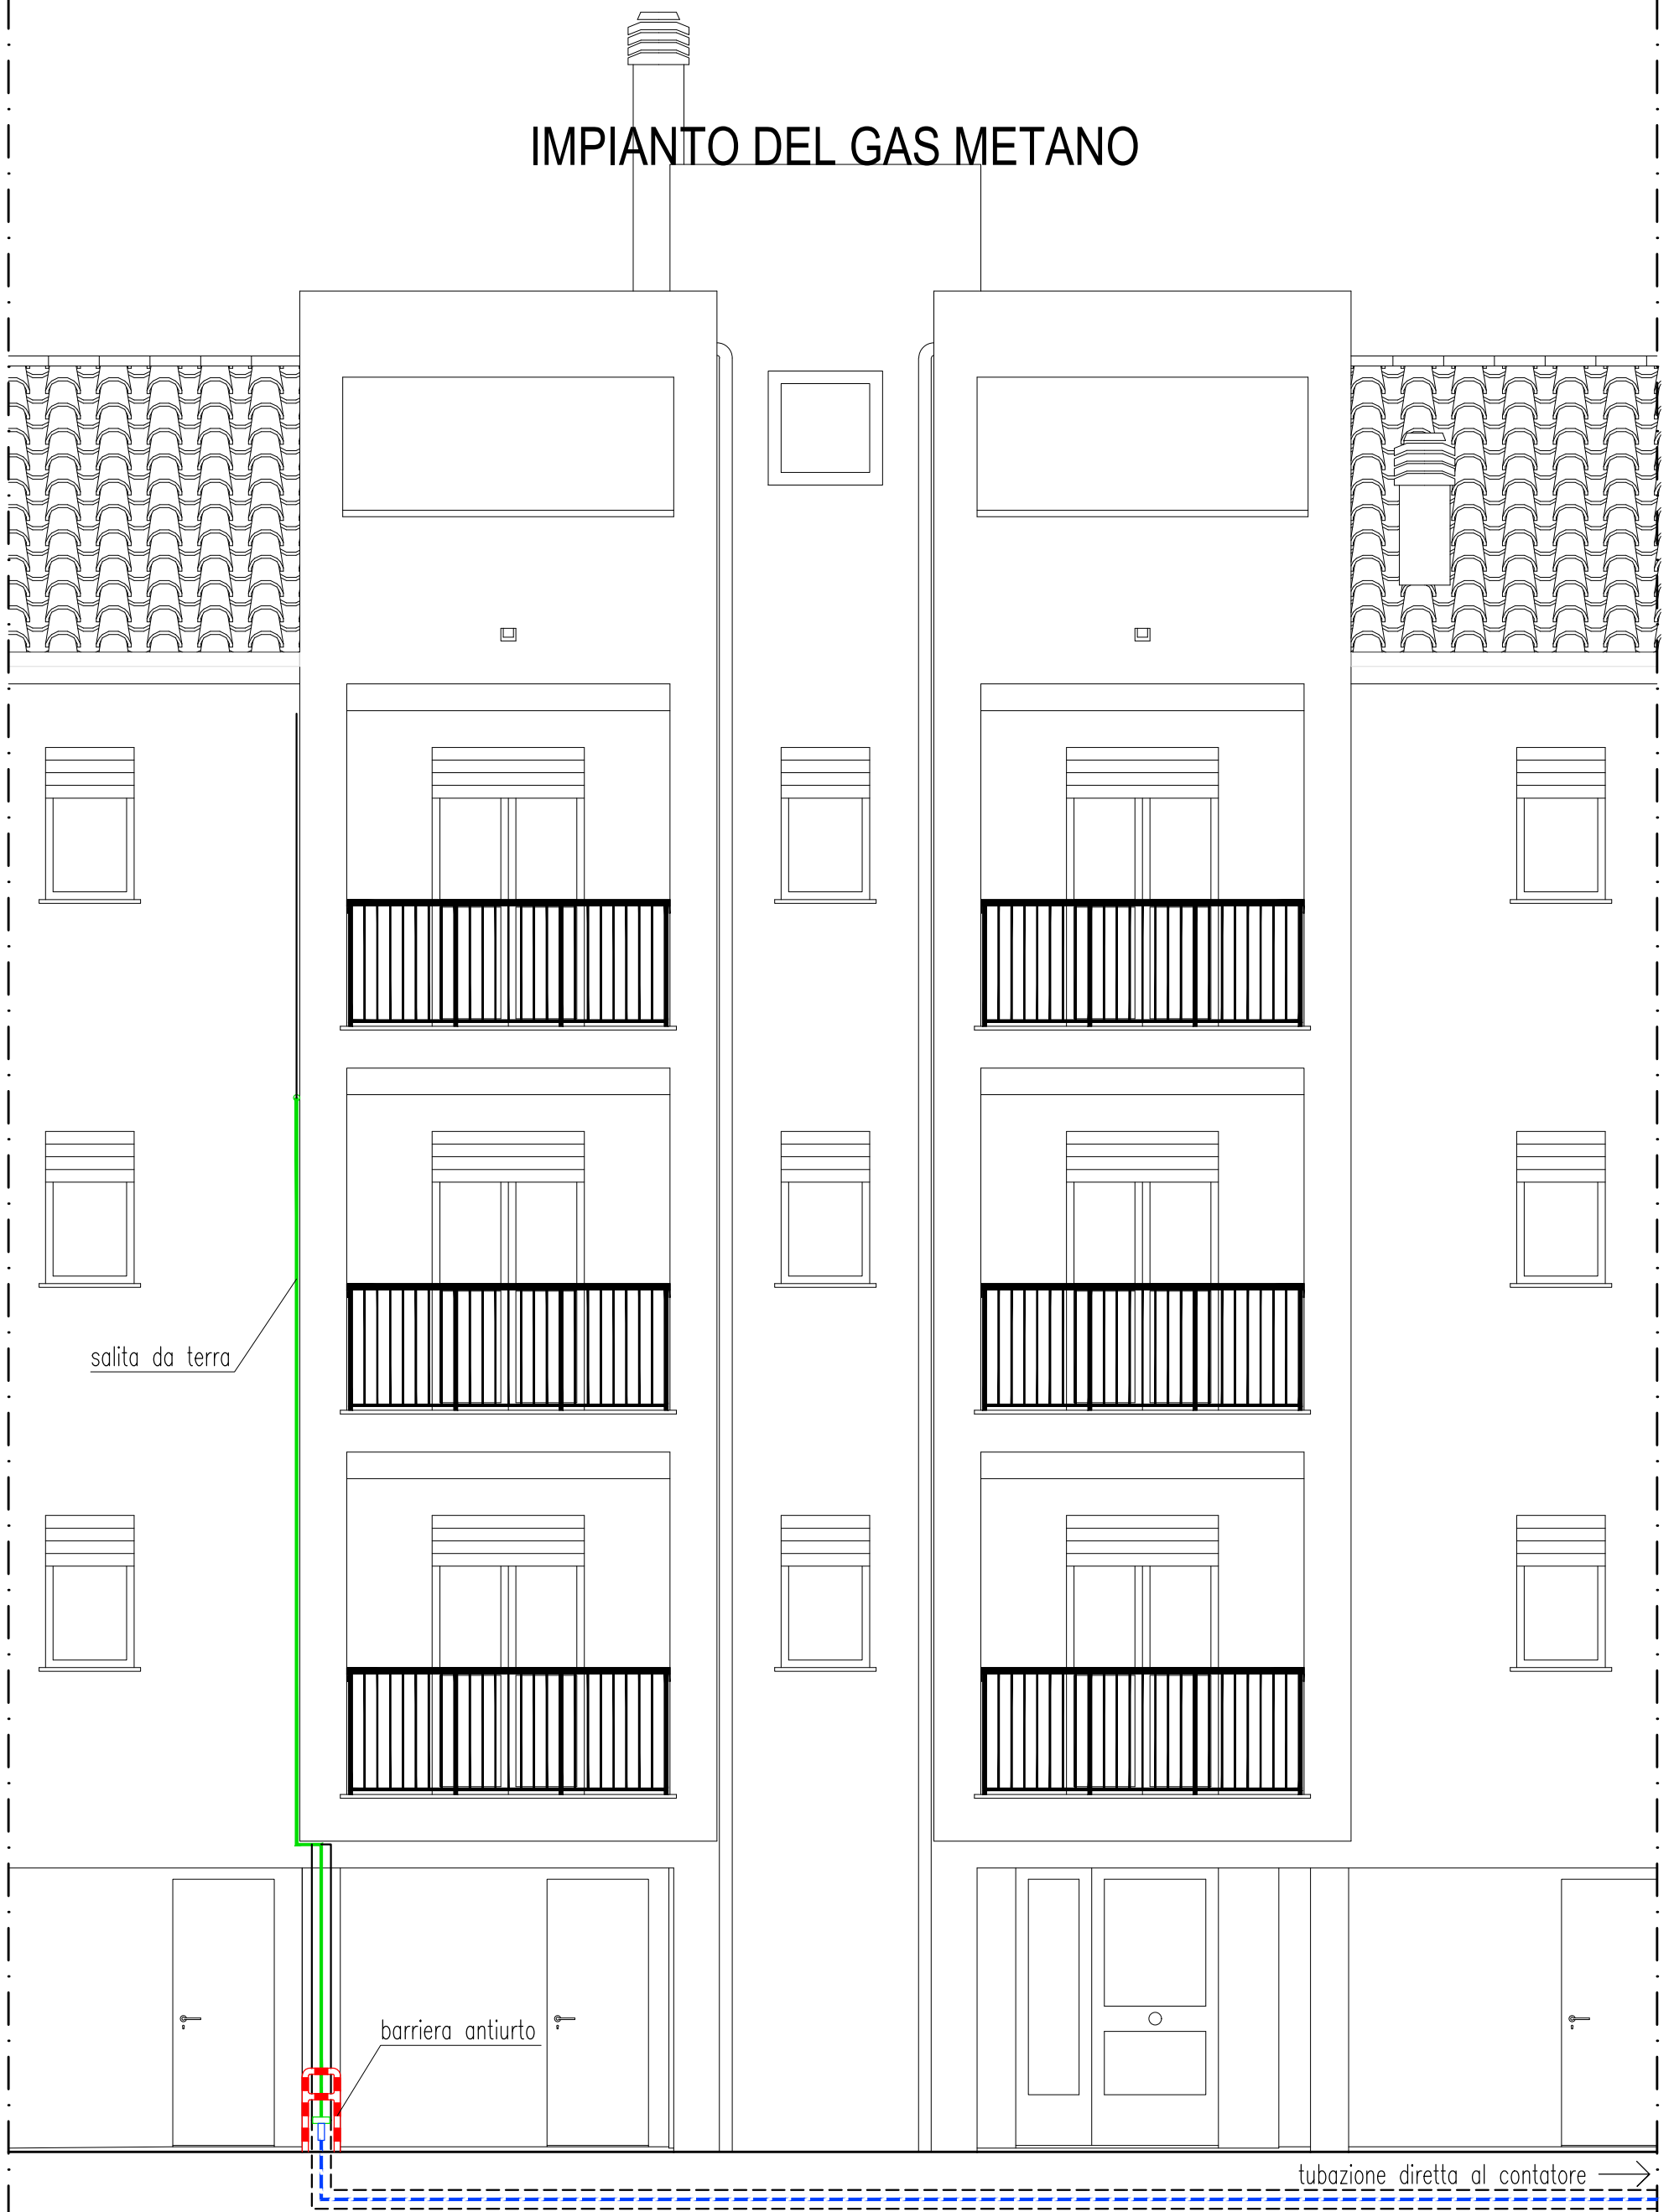 IMPIANTO DEL GAS METANO
salita da terra
barriera antiurto
tubazione diretta al contatore